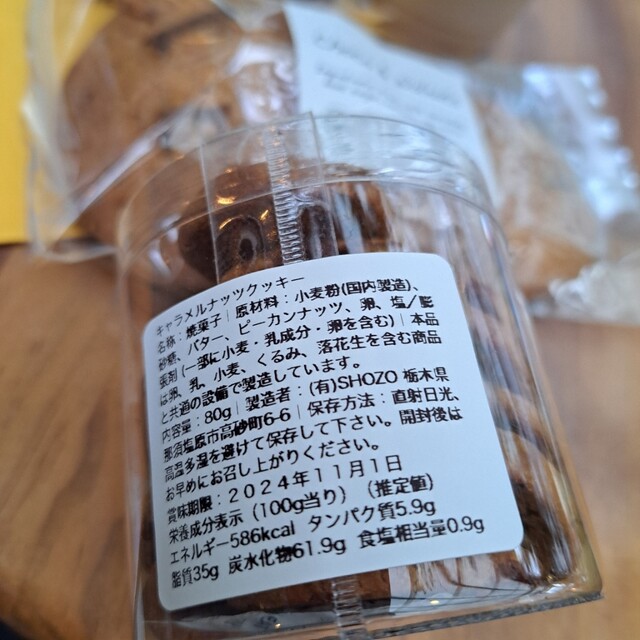 キャラメルナッツクッキー
名称：焼菓子｜原材料：小麦粉(国内製造)、
砂糖、バター、ピーカンナッツ、卵、塩／膨
張剤 (一部に小麦・乳成分・卵を含む)｜本品
は卵、乳、小麦、くるみ、落花生を含む商品
と共通の設備で製造しています。
内容量：80g｜製造者：(有)SHOZO 栃木県
那須塩原市高砂町6-6｜保存方法：直射日光、
高温多湿を避けて保存して下さい。開封後は
お早めにお召し上がりください。
賞味期限：２０２４年１１月１日
栄養成分表示（100g当り）（推定値）
エネルギー586kcal タンパク質5.9g
脂質35g 炭水化物61.9g 食塩相当量0.9g